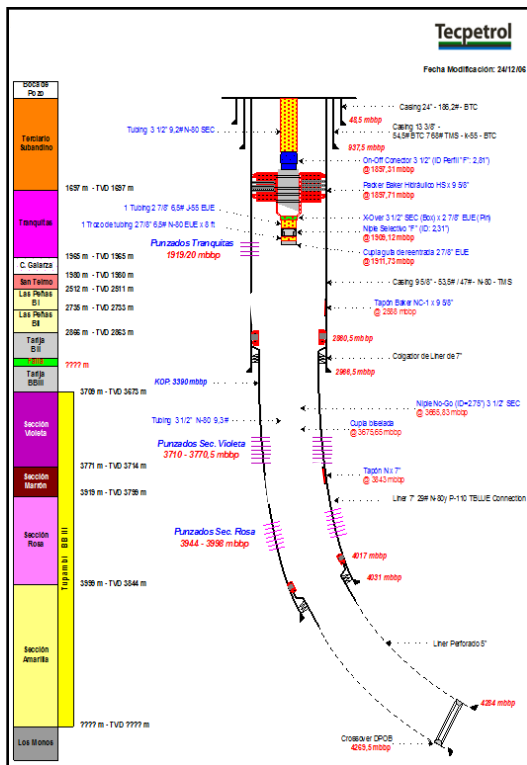 Tecpetrol
Fecha Modificación: 24/12/06
Boca de
Pozo
Terciario
Subandino
1697 m - TVD 1697 m
Tranquitas
1965 m - TVD 1965 m
C. Galarza
1980 m - TVD 1980 m
San Telmo
2512 m - TVD 2511 m
Las Peñas
BI
2735 m - TVD 2733 m
Las Peñas
BII
2866 m - TVD 2863 m
Tarija
BII
Falla
???? m
Tarija
BBIII
3709 m - TVD 3673 m
Sección
Violeta
3771 m - TVD 3714 m
Sección
Marrón
3919 m - TVD 3799 m
Sección
Rosa
3999 m - TVD 3844 m
Sección
Amarilla
???? m - TVD ???? m
Los Monos
Tupambi BBIII
Tubing 3 1/2" 9,2# N-80 SEC
1 Tubing 2 7/8" 6,5# J-55 EUE
1 Trozo de tubing 2 7/8" 6,5# N-80 EUE x 8 ft
Punzados Tranquitas
1919/20 mbbp
KOP: 3390 mbbp
Tubing 3 1/2" N-80 9,3#
Punzados Sec. Violeta
3710 - 3770,5 mbbp
Punzados Sec. Rosa
3944 - 3998 mbbp
Casing 24" - 186,2# - BTC
48,5 mbbp
Casing 13 3/8" -
54,5# BTC / 68# TMS - k-55 - BTC
937,5 mbbp
On-Off Conector 3 1/2" (ID Perfil "F": 2,81")
@ 1897,31 mbbp
Packer Baker Hidráulico HS x 9 5/8"
@ 1897,71 mbbp
X-Over 3 1/2" SEC (Box) x 2 7/8" EUE (Pin)
Niple Selectivo "F" (ID: 2,31")
@ 1909,12 mbbp
Cupla guía de reentrada 2 7/8" EUE
@ 1911,73 mbbp
Casing 9 5/8" - 53,5# / 47# - N-80 - TMS
Tapón Baker NC-1 x 9 5/8"
@ 2588 mbbp
2880,5 mbbp
Colgador de Liner de 7"
2966,5 mbbp
Niple No-Go (ID=2,75") 3 1/2" SEC
@ 3665,83 mbbp
Cupla biselada
@ 3675,65 mbbp
Tapón N x 7"
@ 3843 mbbp
Liner 7" 29# N-80 y P-110 TBLUE Connection
4017 mbbp
4031 mbbp
Liner Perforado 5"
4284 mbbp
Crossover DPOB
4269,5 mbbp